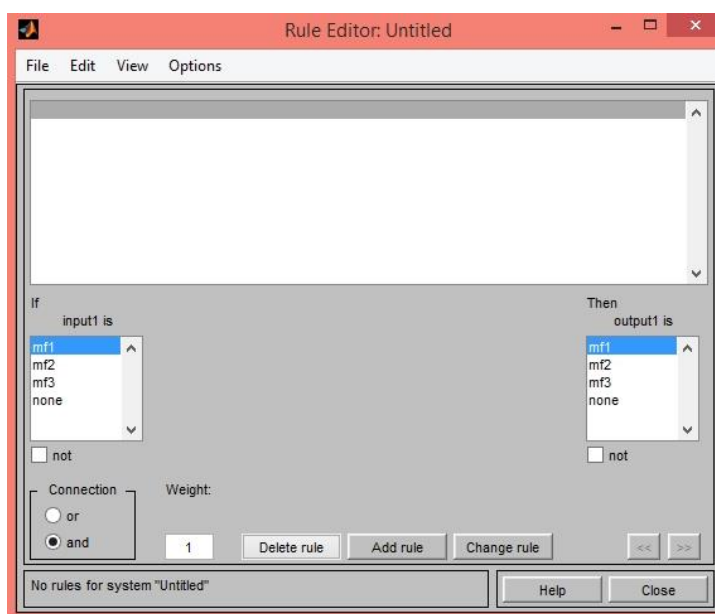 Rule Editor: Untitled
File Edit View Options
If
input1 is
mf1
mf2
mf3
none
not
Then
output1 is
mf1
mf2
mf3
none
not
Connection
or
and
Weight:
1
Delete rule
Add rule
Change rule
<<
>>
No rules for system "Untitled"
Help
Close